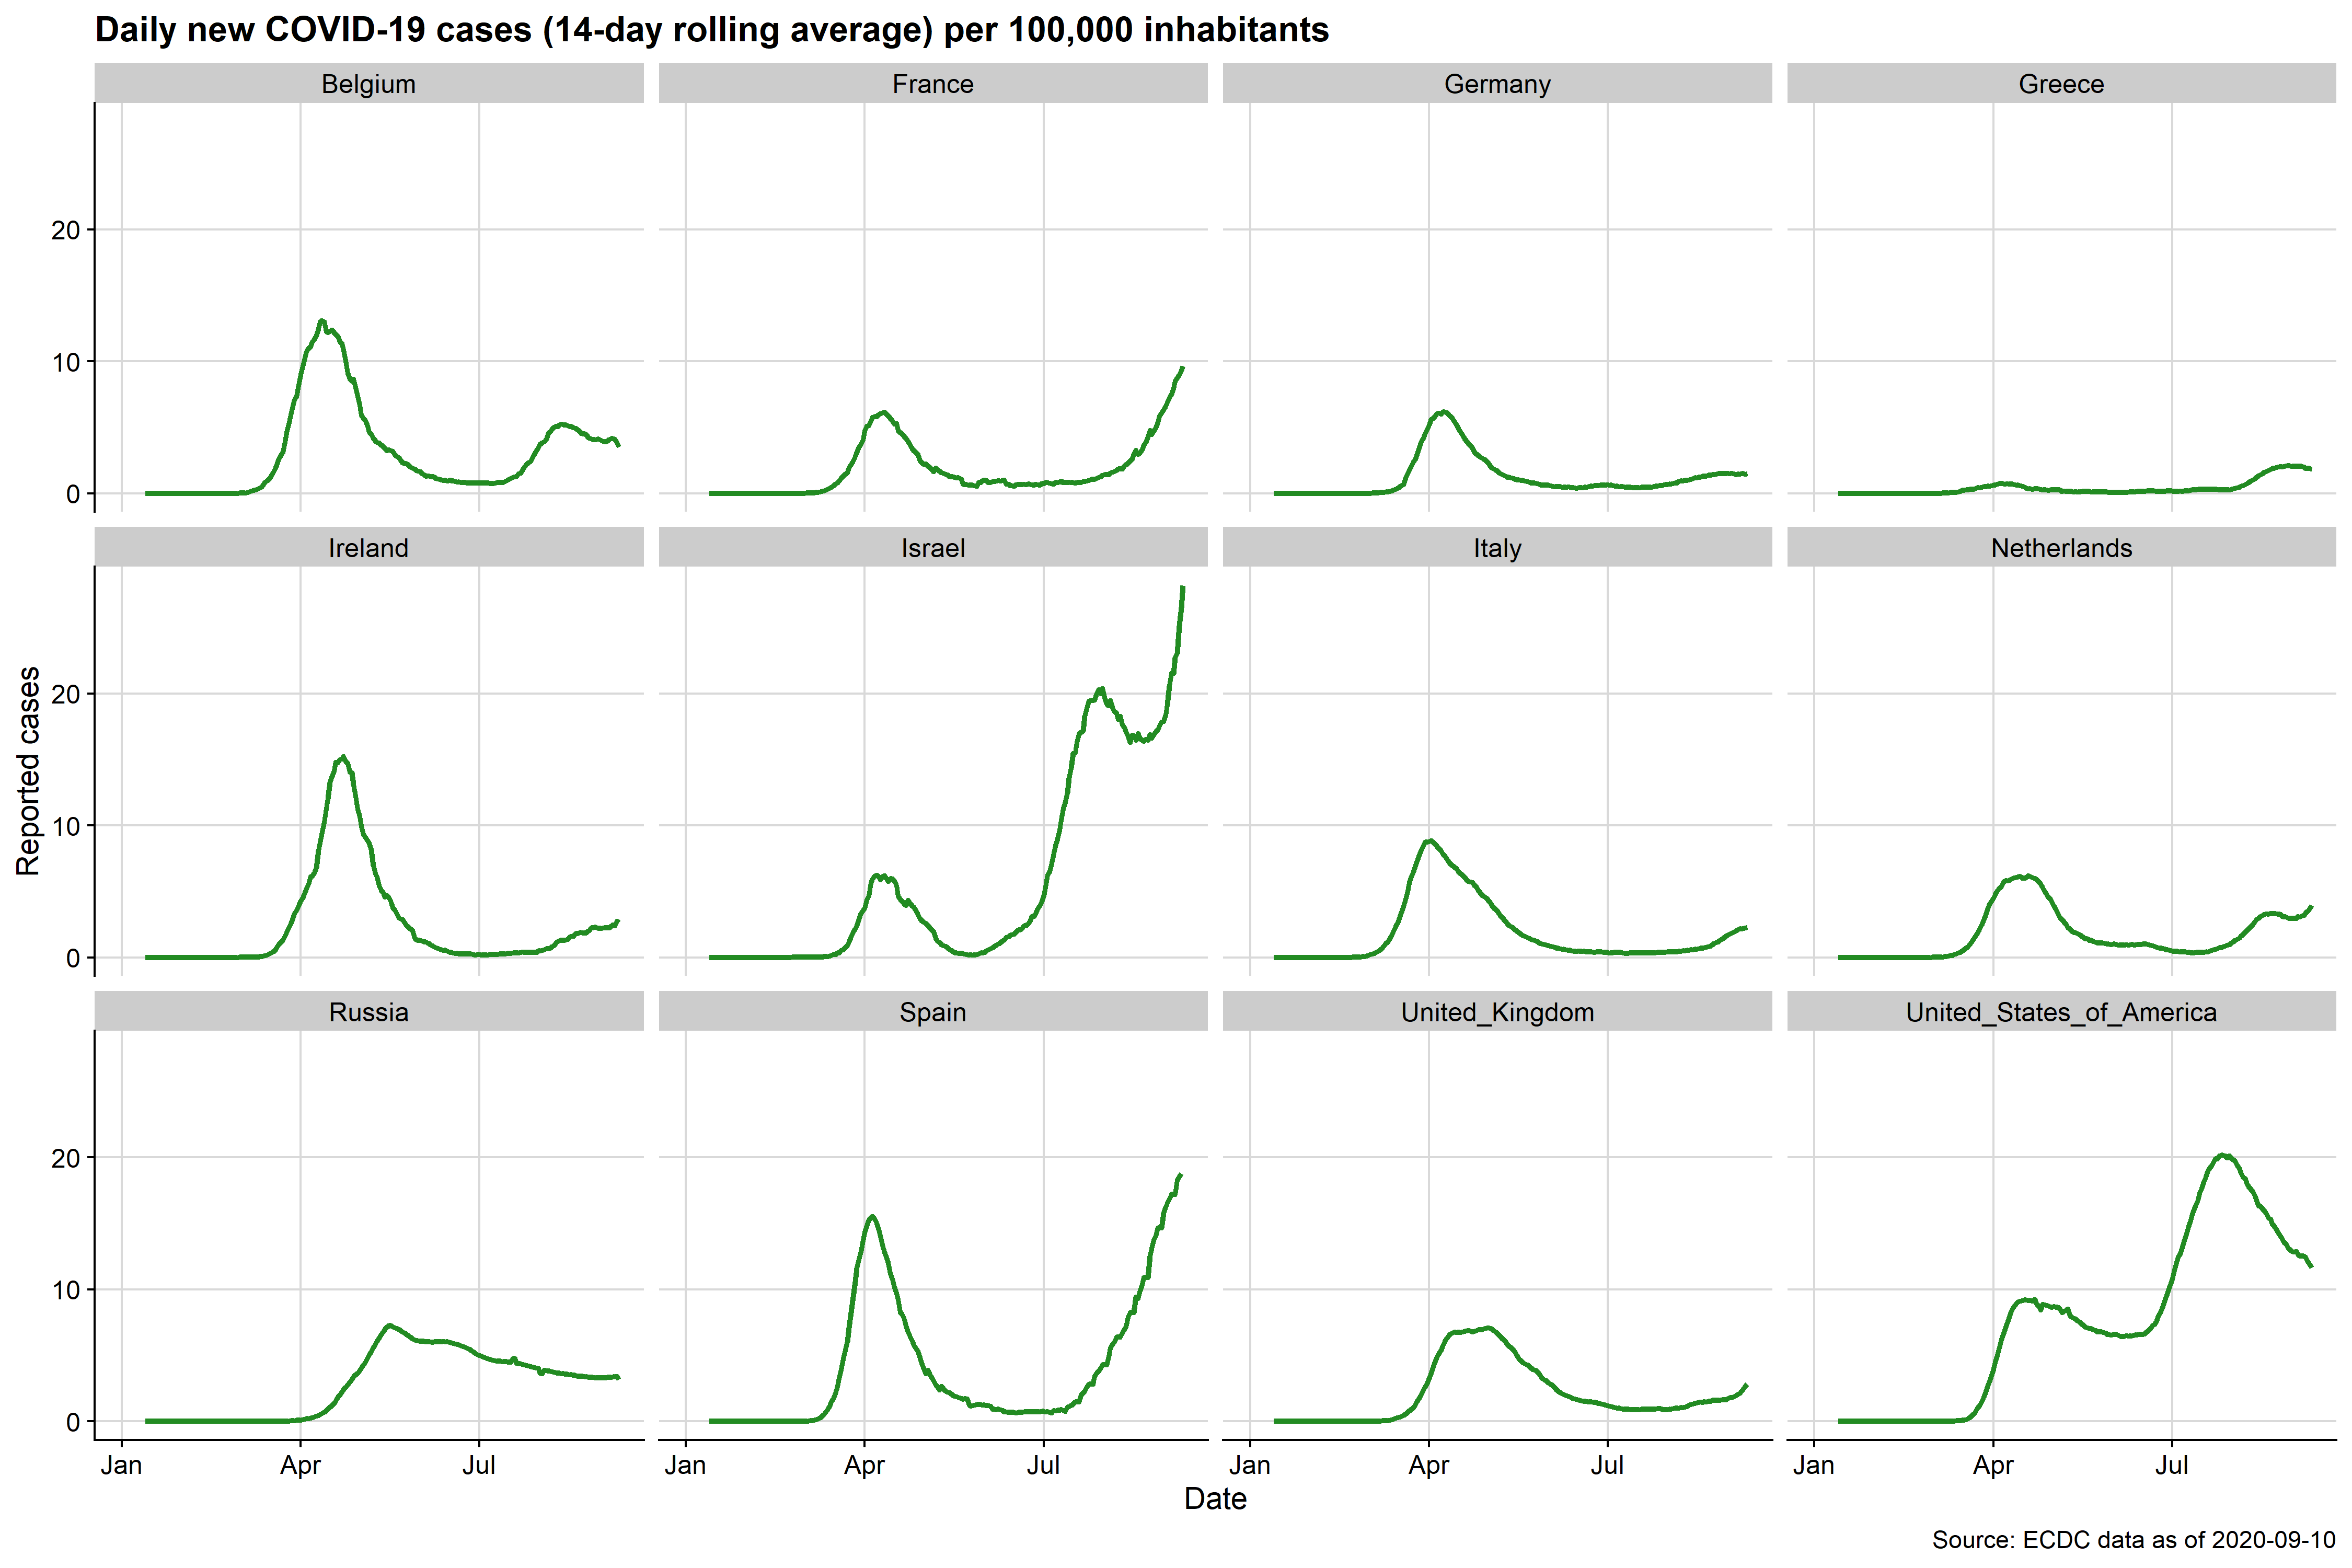 Daily new COVID-19 cases (14-day rolling average) per 100,000 inhabitants
Belgium France Germany Greece
20
10
0
Ireland Israel Italy Netherlands
20
10
0
Reported cases
Russia Spain United_Kingdom United_States_of_America
20
10
0
Jan Apr Jul Jan Apr Jul Jan Apr Jul Jan Apr Jul
Date
Source: ECDC data as of 2020-09-10